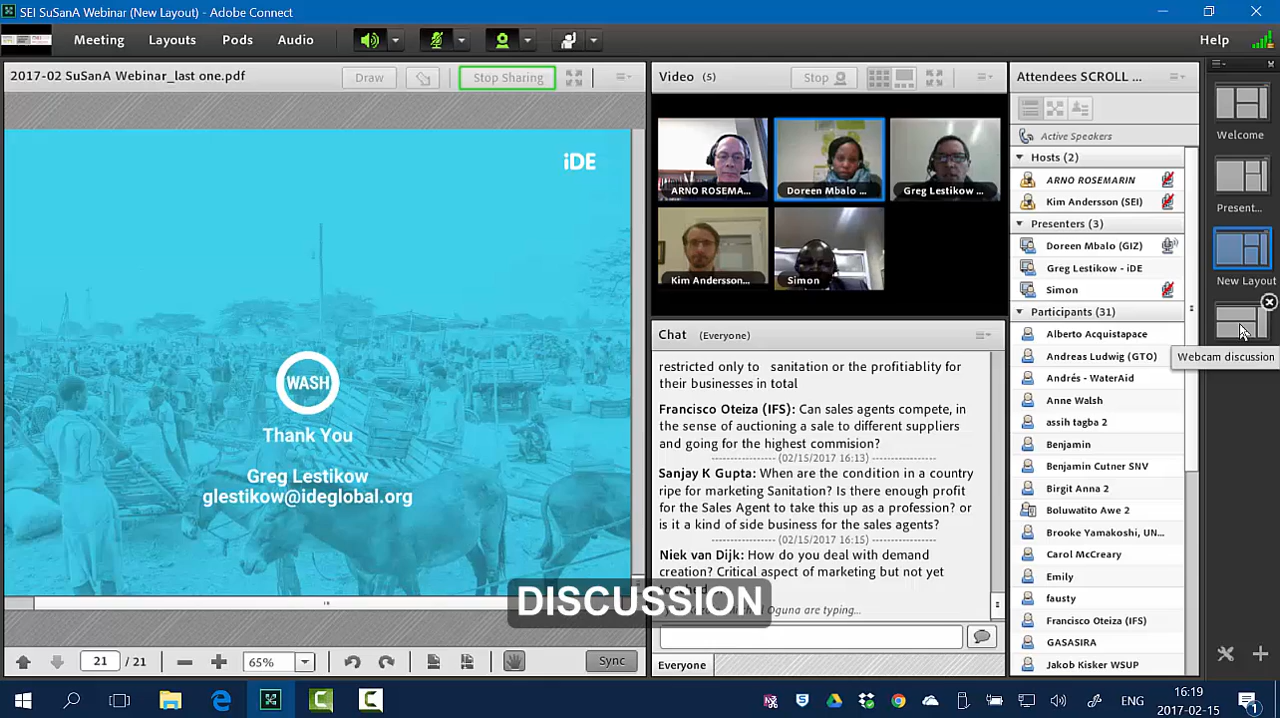 SEI SuSanA Webinar (New Layout) - Adobe Connect
Meeting
Layouts
Pods
Audio
Help
2017-02 SuSanA Webinar_last one.pdf
Draw
Stop Sharing
iDE
WASH
Thank You
Greg Lestikow
glestikow@ideglobal.org
21
/ 21
65%
Sync
Video (5)
Stop
ARNO ROSEMA...
Doreen Mbalo ...
Greg Lestikow ...
Kim Andersson...
Simon
Chat (Everyone)
restricted only to sanitation or the profitiablity for
their businesses in total
Francisco Oteiza (IFS): Can sales agents compete, in
the sense of auctioning a sale to different suppliers
and going for the highest commision?
(02/15/2017 16:13)
Sanjay K Gupta: When are the condition in a country
ripe for marketing Sanitation? Is there enough profit
for the Sales Agent to take this up as a profession? or
is it a kind of side business for the sales agents?
(02/15/2017 16:15)
Niek van Dijk: How do you deal with demand
creation? Critical aspect of marketing but not yet
Oguna are typing...
Everyone
DISCUSSION
Attendees SCROLL ...
Active Speakers
Hosts (2)
ARNO ROSEMARIN
Kim Andersson (SEI)
Presenters (3)
Doreen Mbalo (GIZ)
Greg Lestikow - iDE
Simon
Participants (31)
Alberto Acquistapace
Andreas Ludwig (GTO)
Andrés - WaterAid
Anne Walsh
assih tagba 2
Benjamin
Benjamin Cutner SNV
Birgit Anna 2
Boluwatito Awe 2
Brooke Yamakoshi, UN...
Carol McCreary
Emily
fausty
Francisco Oteiza (IFS)
GASASIRA
Jakob Kisker WSUP
Welcome
Present...
New Layout
Webcam discussion
ENG
16:19
2017-02-15
1